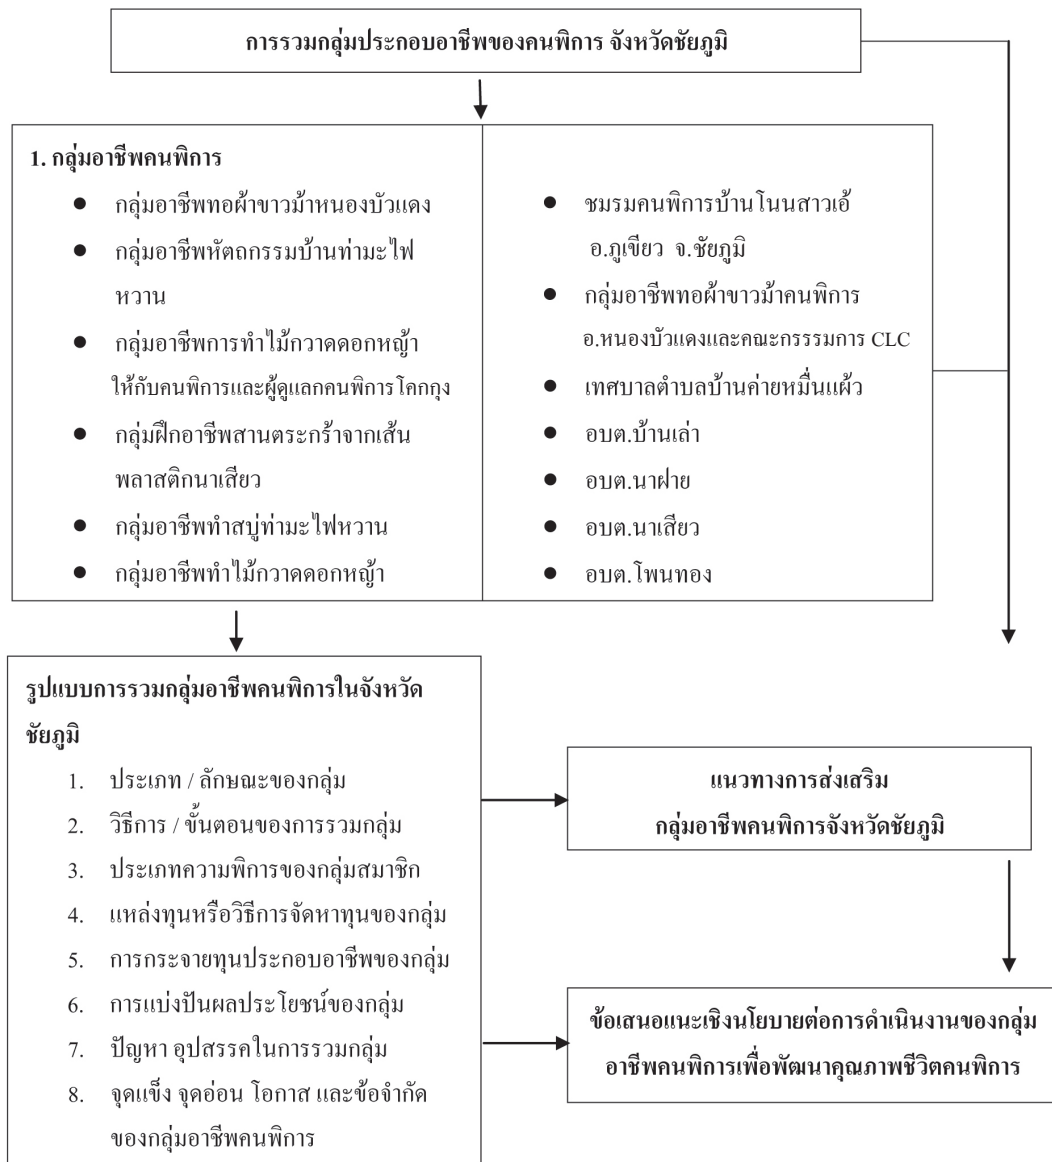 การรวมกลุ่มประกอบอาชีพของคนพิการ จังหวัดชัยภูมิ
1. กลุ่มอาชีพคนพิการ
● กลุ่มอาชีพทอผ้าขาวม้าหนองบัวแดง
● กลุ่มอาชีพหัตถกรรมบ้านท่ามะไฟ
หวาน
● กลุ่มอาชีพการทำไม้กวาดดอกหญ้า
ให้กับคนพิการและผู้ดูแลกคนพิการโคกกุง
● กลุ่มฝึกอาชีพสานตระกร้าจากเส้น
พลาสติกนาเสียว
● กลุ่มอาชีพทำสบู่ท่ามะไฟหวาน
● กลุ่มอาชีพทำไม้กวาดดอกหญ้า
● ชมรมคนพิการบ้านโนนสาวเอ้
อ.ภูเขียว จ.ชัยภูมิ
● กลุ่มอาชีพทอผ้าขาวม้าคนพิการ
อ.หนองบัวแดงและคณะกรรรมการ CLC
● เทศบาลตำบลบ้านค่ายหมื่นแผ้ว
● อบต.บ้านเล่า
● อบต.นาฝาย
● อบต.นาเสียว
● อบต.โพนทอง
รูปแบบการรวมกลุ่มอาชีพคนพิการในจังหวัด
ชัยภูมิ
1. ประเภท / ลักษณะของกลุ่ม
2. วิธีการ / ขั้นตอนของการรวมกลุ่ม
3. ประเภทความพิการของกลุ่มสมาชิก
4. แหล่งทุนหรือวิธีการจัดหาทุนของกลุ่ม
5. การกระจายทุนประกอบอาชีพของกลุ่ม
6. การแบ่งปันผลประโยชน์ของกลุ่ม
7. ปัญหา อุปสรรคในการรวมกลุ่ม
8. จุดแข็ง จุดอ่อน โอกาส และข้อจำกัด
ของกลุ่มอาชีพคนพิการ
แนวทางการส่งเสริม
กลุ่มอาชีพคนพิการจังหวัดชัยภูมิ
ข้อเสนอแนะเชิงนโยบายต่อการดำเนินงานของกลุ่ม
อาชีพคนพิการเพื่อพัฒนาคุณภาพชีวิตคนพิการ